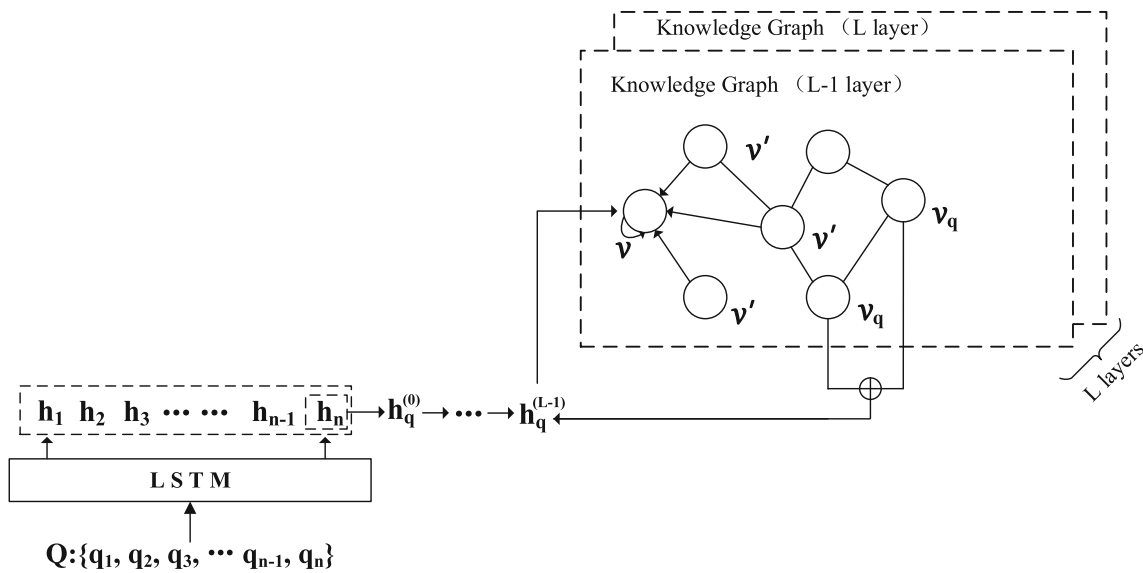 Knowledge Graph （L layer）
Knowledge Graph （L-1 layer）
v′
v
v′
v_q
v′
v_q
L layers
h₁ h₂ h₃ ··· ··· h_{n-1} h_n h_q^{(0)} ··· h_q^{(L-1)}
L S T M
Q:{q₁, q₂, q₃, ··· q_{n-1}, q_n}